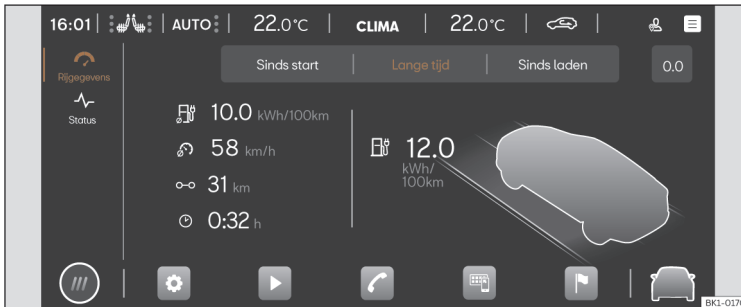 16:01 AUTO 22.0°C CLIMA 22.0°C
Rijgegevens
Status
Sinds start Lange tijd Sinds laden 0.0
10.0 kWh/100km
58 km/h
31 km
0:32 h
12.0
kWh/
100km
BK1-0170